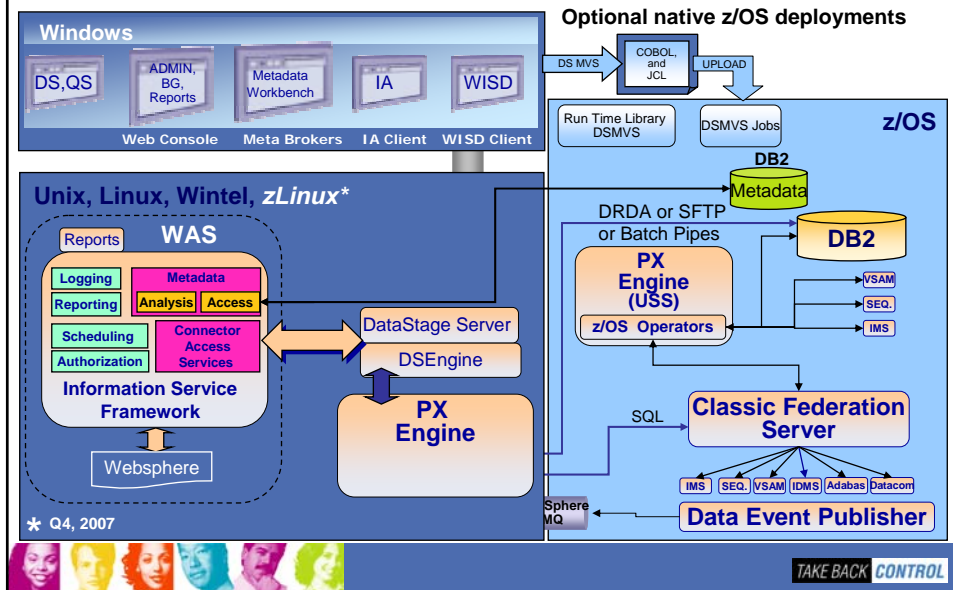 Optional native z/OS deployments
Windows
DS,QS
ADMIN,
BG,
Reports
Metadata
Workbench
IA
WISD
Web Console
Meta Brokers
IA Client
WISD Client
DS MVS
COBOL,
and
JCL
UPLOAD
z/OS
Run Time Library
DSMVS
DSMVS Jobs
DB2
Metadata
Unix, Linux, Wintel, zLinux*
WAS
Reports
Logging
Reporting
Metadata
Analysis
Access
Scheduling
Authorization
Connector
Access
Services
Information Service
Framework
Websphere
DataStage Server
DSEngine
PX
Engine
DRDA or SFTP
or Batch Pipes
DB2
PX
Engine
(USS)
z/OS Operators
VSAM
SEQ.
IMS
SQL
Classic Federation
Server
IMS
SEQ.
VSAM
IDMS
Adabas
Datacom
Sphere
MQ
Data Event Publisher
* Q4, 2007
TAKE BACK CONTROL